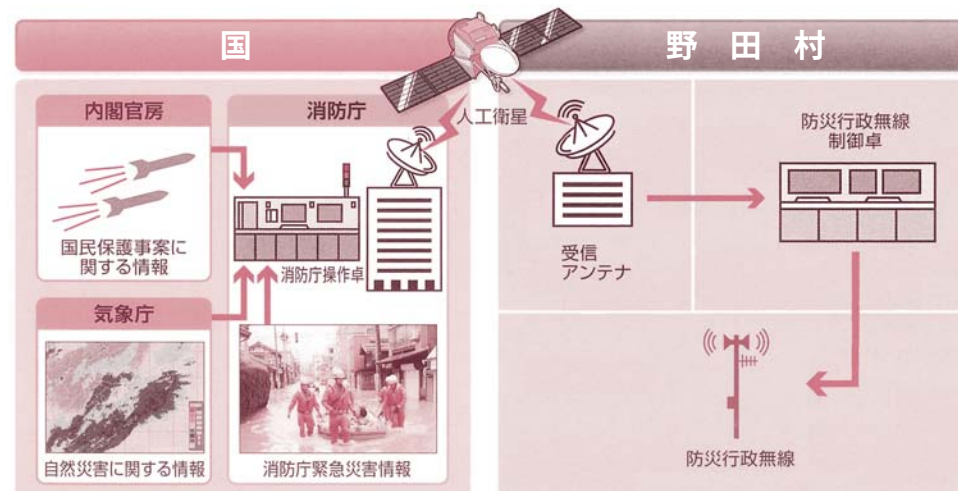 国
野田村
人工衛星
内閣官房
国民保護事案に
関する情報
気象庁
自然災害に関する情報
消防庁
消防庁操作卓
消防庁緊急災害情報
受信
アンテナ
防災行政無線
制御卓
防災行政無線